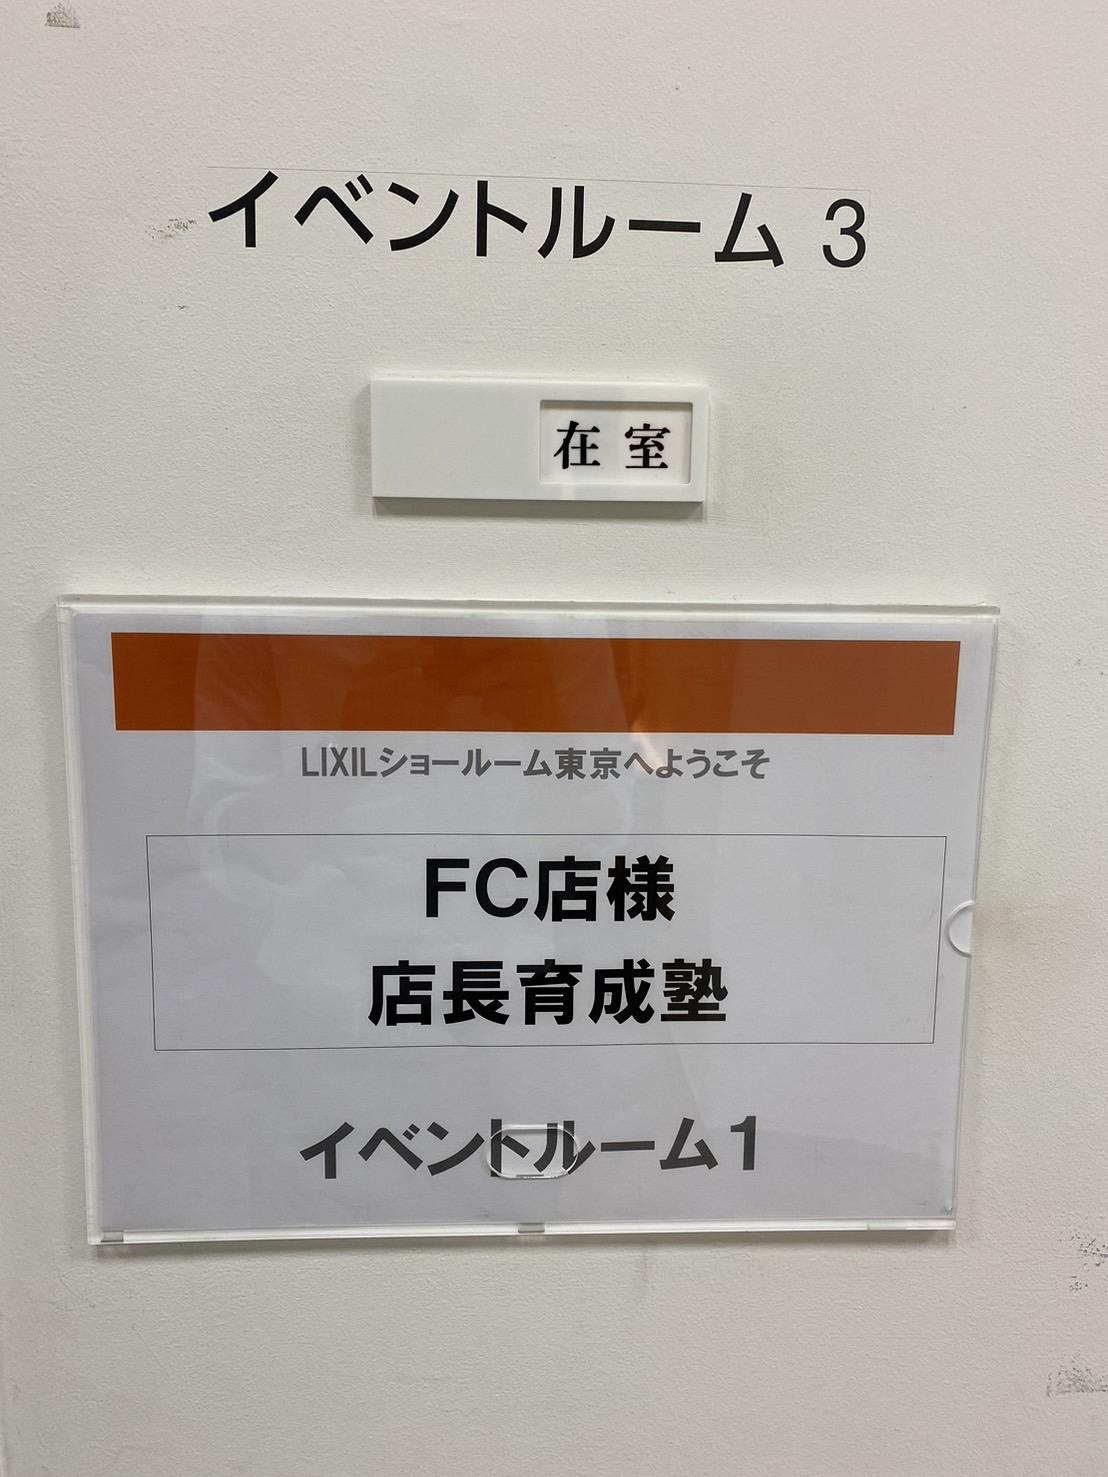 イベントルーム 3
在室
LIXILショールーム東京へようこそ
FC店様
店長育成塾
イベントルーム1